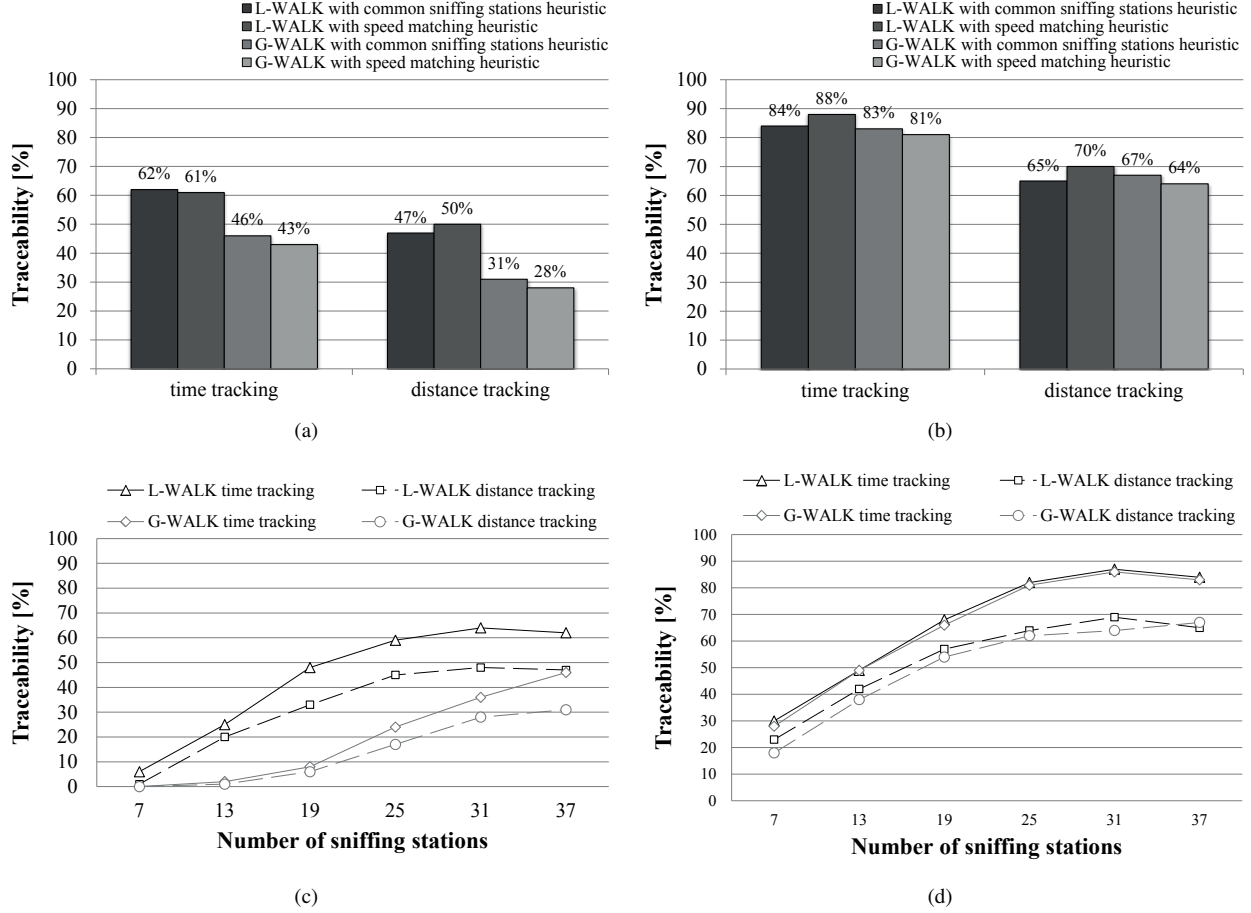 L-WALK with common sniffing stations heuristic
L-WALK with speed matching heuristic
G-WALK with common sniffing stations heuristic
G-WALK with speed matching heuristic
100
90
80
70
60
50
40
30
20
10
0
Traceability [%]
62%
61%
46%
43%
47%
50%
31%
28%
time tracking
distance tracking
(a)
L-WALK with common sniffing stations heuristic
L-WALK with speed matching heuristic
G-WALK with common sniffing stations heuristic
G-WALK with speed matching heuristic
100
90
80
70
60
50
40
30
20
10
0
Traceability [%]
84%
88%
83%
81%
65%
70%
67%
64%
time tracking
distance tracking
(b)
L-WALK time tracking
L-WALK distance tracking
G-WALK time tracking
G-WALK distance tracking
100
90
80
70
60
50
40
30
20
10
0
Traceability [%]
7 13 19 25 31 37
Number of sniffing stations
(c)
L-WALK time tracking
L-WALK distance tracking
G-WALK time tracking
G-WALK distance tracking
100
90
80
70
60
50
40
30
20
10
0
Traceability [%]
7 13 19 25 31 37
Number of sniffing stations
(d)